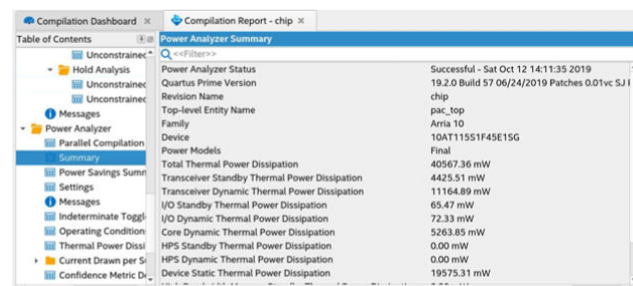 Compilation Dashboard
Compilation Report - chip
Table of Contents
Power Analyzer Summary
<<Filter>>
Unconstrainec
Hold Analysis
Unconstrainec
Unconstrainec
Messages
Power Analyzer
Parallel Compilation
Summary
Power Savings Summ
Settings
Messages
Indeterminate Toggl
Operating Condition
Thermal Power Dissi
Current Drawn per S
Confidence Metric De
Power Analyzer Status Successful - Sat Oct 12 14:11:35 2019
Quartus Prime Version 19.2.0 Build 57 06/24/2019 Patches 0.01vc SJ
Revision Name chip
Top-level Entity Name pac_top
Family Arria 10
Device 10AT115S1F45E1SG
Power Models Final
Total Thermal Power Dissipation 40567.36 mW
Transceiver Standby Thermal Power Dissipation 4425.51 mW
Transceiver Dynamic Thermal Power Dissipation 11164.89 mW
I/O Standby Thermal Power Dissipation 65.47 mW
I/O Dynamic Thermal Power Dissipation 72.33 mW
Core Dynamic Thermal Power Dissipation 5263.85 mW
HPS Standby Thermal Power Dissipation 0.00 mW
HPS Dynamic Thermal Power Dissipation 0.00 mW
Device Static Thermal Power Dissipation 19575.31 mW